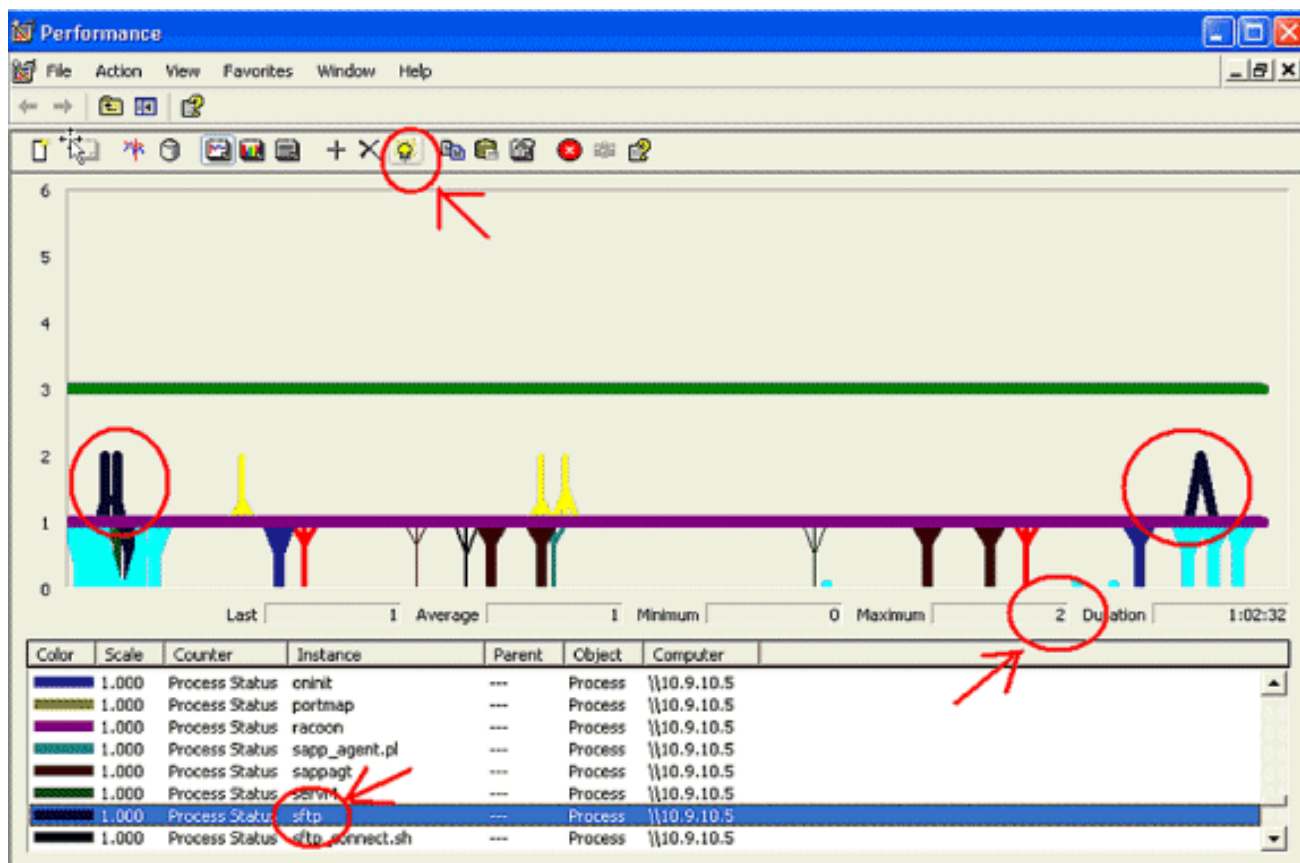 Performance
File Action View Favorites Window Help
6
5
4
3
2
1
0
Last 1 Average 1 Minimum 0 Maximum 2 Duration 1:02:32
Color Scale Counter Instance Parent Object Computer
1.000 Process Status oninit --- Process \\10.9.10.5
1.000 Process Status portmap --- Process \\10.9.10.5
1.000 Process Status racoon --- Process \\10.9.10.5
1.000 Process Status sapp_agent.pl --- Process \\10.9.10.5
1.000 Process Status sappagt --- Process \\10.9.10.5
1.000 Process Status servM --- Process \\10.9.10.5
1.000 Process Status sftp --- Process \\10.9.10.5
1.000 Process Status sftp_connect.sh --- Process \\10.9.10.5